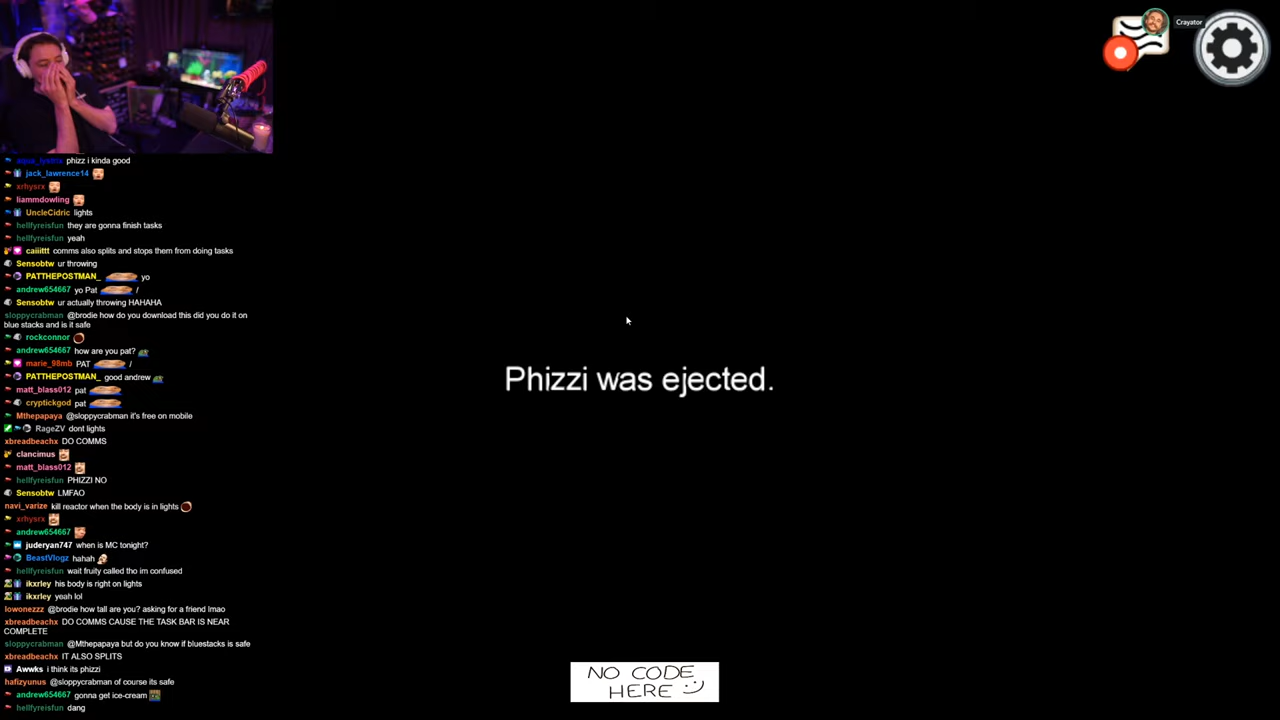 Crayator
aqua_lystrix phizz i kinda good
jack_lawrence14
xrhysrx
liammdowling
UncleCidric lights
hellfyreisfun they are gonna finish tasks
hellfyreisfun yeah
caiiittt comms also splits and stops them from doing tasks
Sensobtw ur throwing
PATTHEPOSTMAN_ yo
andrew654667 yo Pat /
Sensobtw ur actually throwing HAHAHA
sloppycrabman @brodie how do you download this did you do it on
blue stacks and is it safe
rockconnor
andrew654667 how are you pat?
marie_98mb PAT /
PATTHEPOSTMAN_ good andrew
matt_blass012 pat
cryptickgod pat
Mthepapaya @sloppycrabman it's free on mobile
RageZV dont lights
xbreadbeachx DO COMMS
clancimus
matt_blass012
hellfyreisfun PHIZZI NO
Sensobtw LMFAO
navi_varize kill reactor when the body is in lights
xrhysrx
andrew654667
juderyan747 when is MC tonight?
BeastVlogz hahah
hellfyreisfun wait fruity called tho im confused
ikxrley his body is right on lights
ikxrley yeah lol
lowonezzz @brodie how tall are you? asking for a friend lmao
xbreadbeachx DO COMMS CAUSE THE TASK BAR IS NEAR
COMPLETE
sloppycrabman @Mthepapaya but do you know if bluestacks is safe
xbreadbeachx IT ALSO SPLITS
Awwks i think its phizzi
hafizyunus @sloppycrabman of course its safe
andrew654667 gonna get ice-cream
hellfyreisfun dang
Phizzi was ejected.
NO CODE
HERE